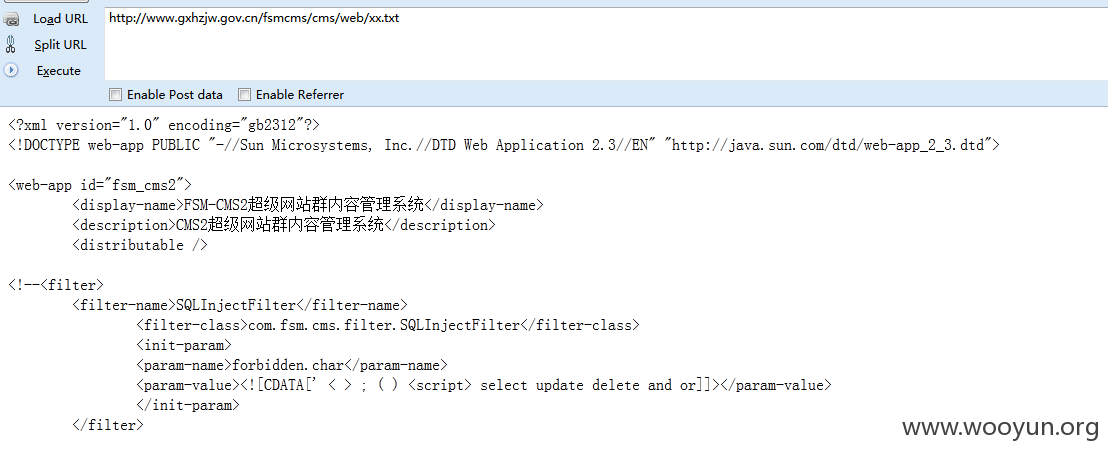 Load URL
http://www.gxhzjw.gov.cn/fsmcms/cms/web/xx.txt
Split URL
Execute
Enable Post data Enable Referrer
<?xml version="1.0" encoding="gb2312"?>
<!DOCTYPE web-app PUBLIC "-//Sun Microsystems, Inc.//DTD Web Application 2.3//EN" "http://java.sun.com/dtd/web-app_2_3.dtd">
<web-app id="fsm_cms2">
<display-name>FSM-CMS2超级网站群内容管理系统</display-name>
<description>CMS2超级网站群内容管理系统</description>
<distributable />
<!--<filter>
<filter-name>SQLInjectFilter</filter-name>
<filter-class>com.fsm.cms.filter.SQLInjectFilter</filter-class>
<init-param>
<param-name>forbidden.char</param-name>
<param-value><![CDATA[' < > ; ( ) <script> select update delete and or]]></param-value>
</init-param>
</filter>
www.wooyun.org